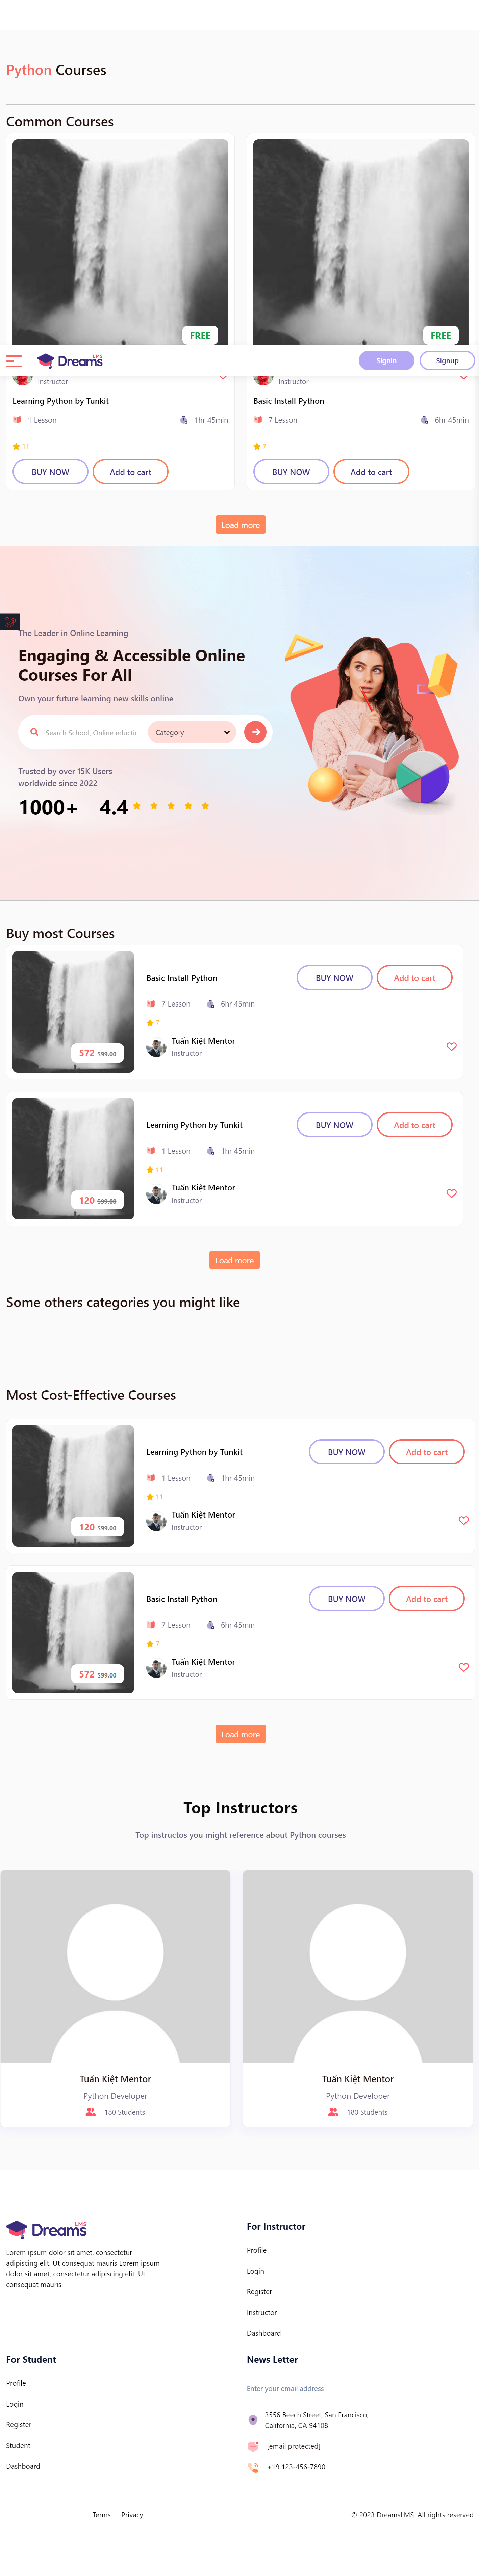 Python Courses
Common Courses
FREE
FREE
Dreams LMS
Signin
Signup
Instructor
Instructor
Learning Python by Tunkit
Basic Install Python
1 Lesson
1hr 45min
7 Lesson
6hr 45min
11
7
BUY NOW
Add to cart
BUY NOW
Add to cart
Load more
The Leader in Online Learning
Engaging & Accessible Online
Courses For All
Own your future learning new skills online
Search School, Online eductic
Category
Trusted by over 15K Users
worldwide since 2022
1000+
4.4
Buy most Courses
Basic Install Python
BUY NOW
Add to cart
7 Lesson
6hr 45min
7
Tuấn Kiệt Mentor
Instructor
572 $99.00
Learning Python by Tunkit
BUY NOW
Add to cart
1 Lesson
1hr 45min
11
Tuấn Kiệt Mentor
Instructor
120 $99.00
Load more
Some others categories you might like
Most Cost-Effective Courses
Learning Python by Tunkit
BUY NOW
Add to cart
1 Lesson
1hr 45min
11
Tuấn Kiệt Mentor
Instructor
120 $99.00
Basic Install Python
BUY NOW
Add to cart
7 Lesson
6hr 45min
7
Tuấn Kiệt Mentor
Instructor
572 $99.00
Load more
Top Instructors
Top instructos you might reference about Python courses
Tuấn Kiệt Mentor
Python Developer
180 Students
Tuấn Kiệt Mentor
Python Developer
180 Students
Dreams LMS
Lorem ipsum dolor sit amet, consectetur
adipiscing elit. Ut consequat mauris Lorem ipsum
dolor sit amet, consectetur adipiscing elit. Ut
consequat mauris
For Instructor
Profile
Login
Register
Instructor
Dashboard
For Student
Profile
Login
Register
Student
Dashboard
News Letter
Enter your email address
3556 Beech Street, San Francisco,
California, CA 94108
[email protected]
+19 123-456-7890
Terms
Privacy
© 2023 DreamsLMS. All rights reserved.